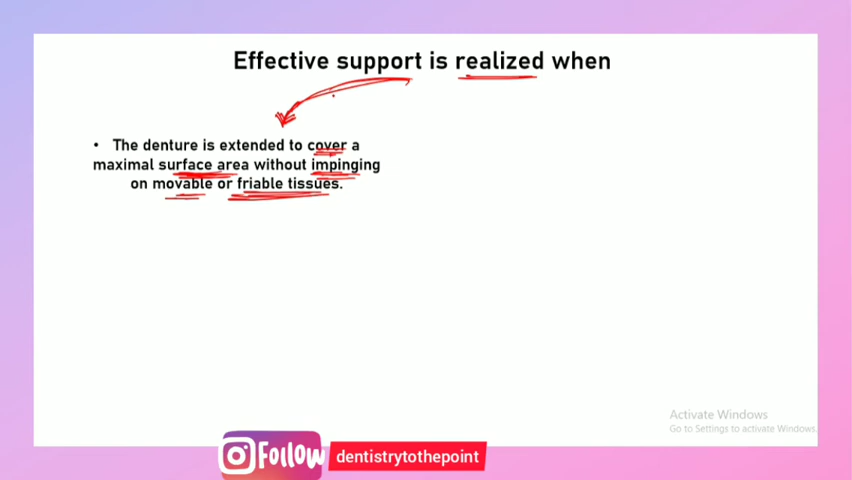 Effective support is realized when
• The denture is extended to cover a
maximal surface area without impinging
on movable or friable tissues.
Activate Windows
Go to Settings to activate Windows.
Follow
dentistrytothepoint